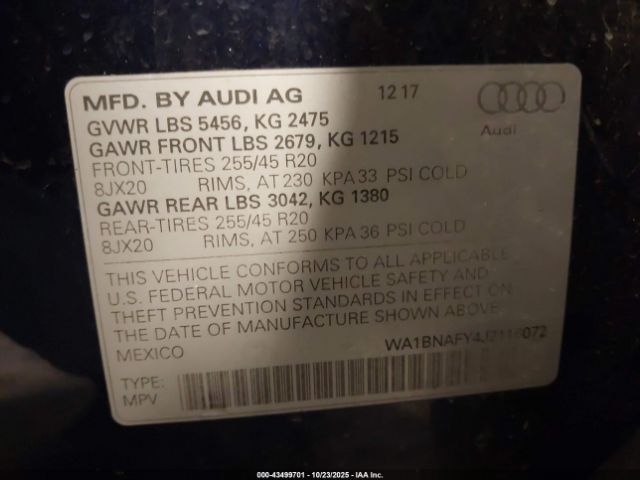 MFD. BY AUDI AG 12 17
GVWR LBS 5456, KG 2475
GAWR FRONT LBS 2679, KG 1215
FRONT-TIRES 255/45 R20
8JX20 RIMS, AT 230 KPA 33 PSI COLD
GAWR REAR LBS 3042, KG 1380
REAR-TIRES 255/45 R20
8JX20 RIMS, AT 250 KPA 36 PSI COLD
Audi
THIS VEHICLE CONFORMS TO ALL APPLICABLE
U.S. FEDERAL MOTOR VEHICLE SAFETY AND
THEFT PREVENTION STANDARDS IN EFFECT ON
THE DATE OF MANUFACTURE SHOWN ABOVE.
MEXICO
TYPE:
MPV
000-43499701 - 10/23/2025 - IAA Inc.